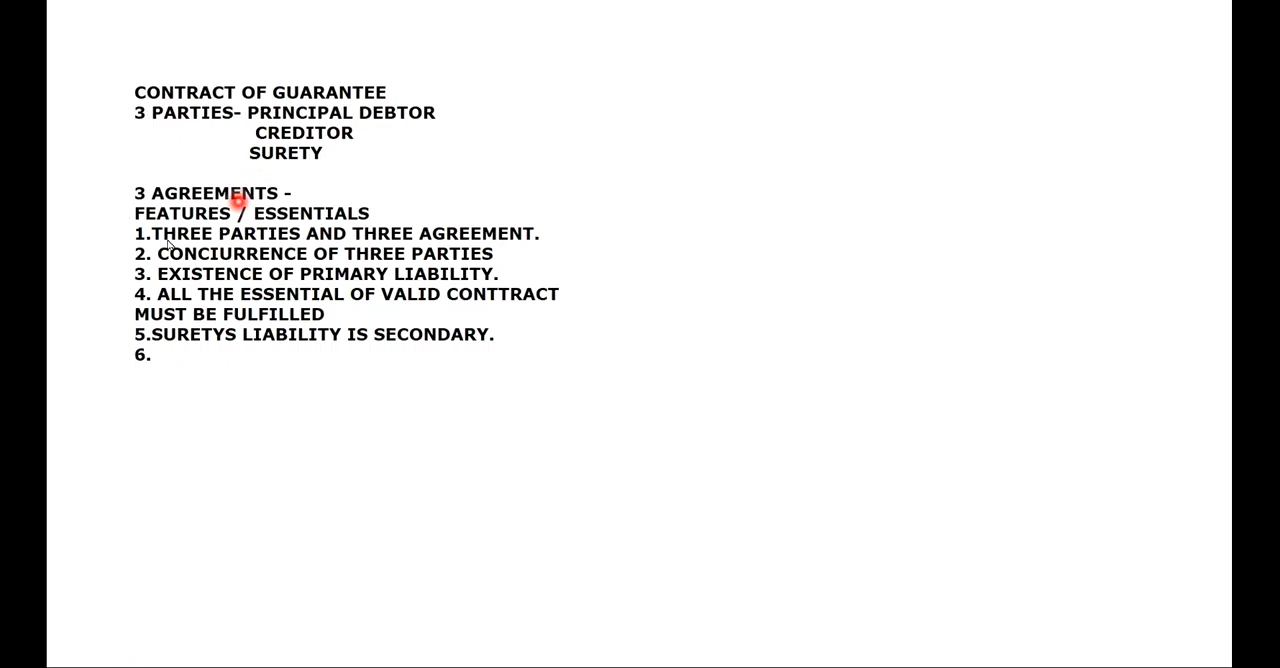 CONTRACT OF GUARANTEE
3 PARTIES- PRINCIPAL DEBTOR
CREDITOR
SURETY
3 AGREEMENTS -
FEATURES / ESSENTIALS
1.THREE PARTIES AND THREE AGREEMENT.
2. CONCIURRENCE OF THREE PARTIES
3. EXISTENCE OF PRIMARY LIABILITY.
4. ALL THE ESSENTIAL OF VALID CONTTRACT
MUST BE FULFILLED
5.SURETYS LIABILITY IS SECONDARY.
6.